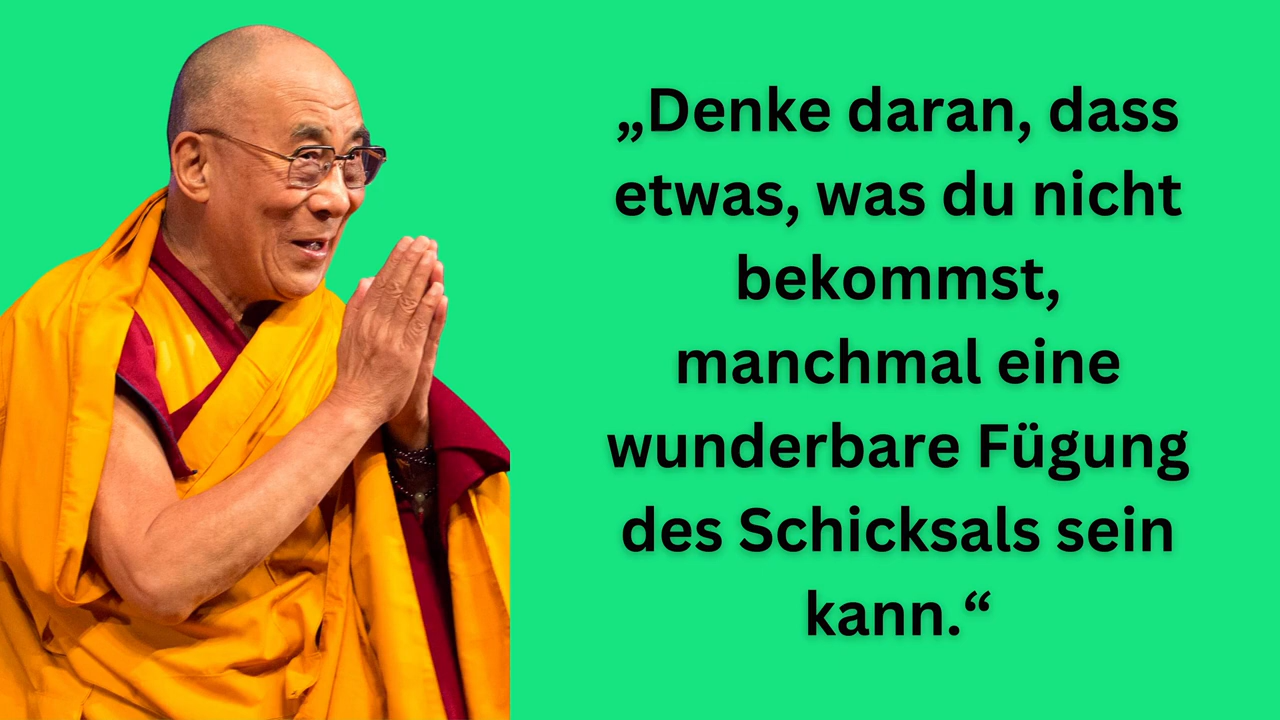 „Denke daran, dass
etwas, was du nicht
bekommst,
manchmal eine
wunderbare Fügung
des Schicksals sein
kann.“